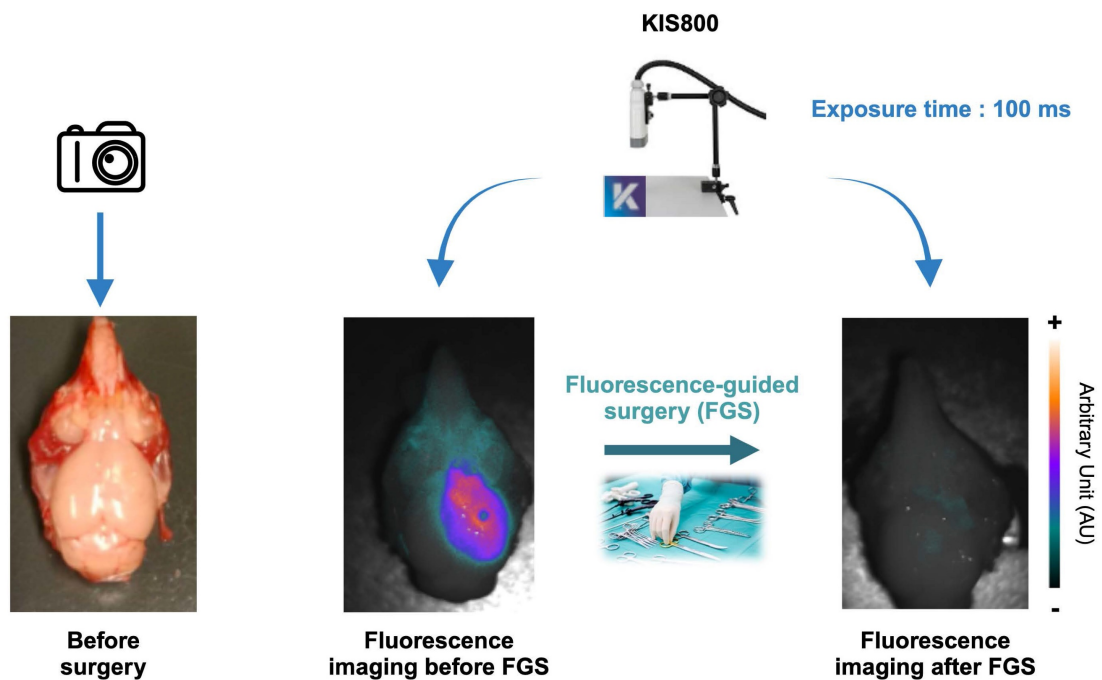 KIS800
Exposure time : 100 ms
K
Fluorescence-guided
surgery (FGS)
+
Arbitrary Unit (AU)
-
Before
surgery
Fluorescence
imaging before FGS
Fluorescence
imaging after FGS